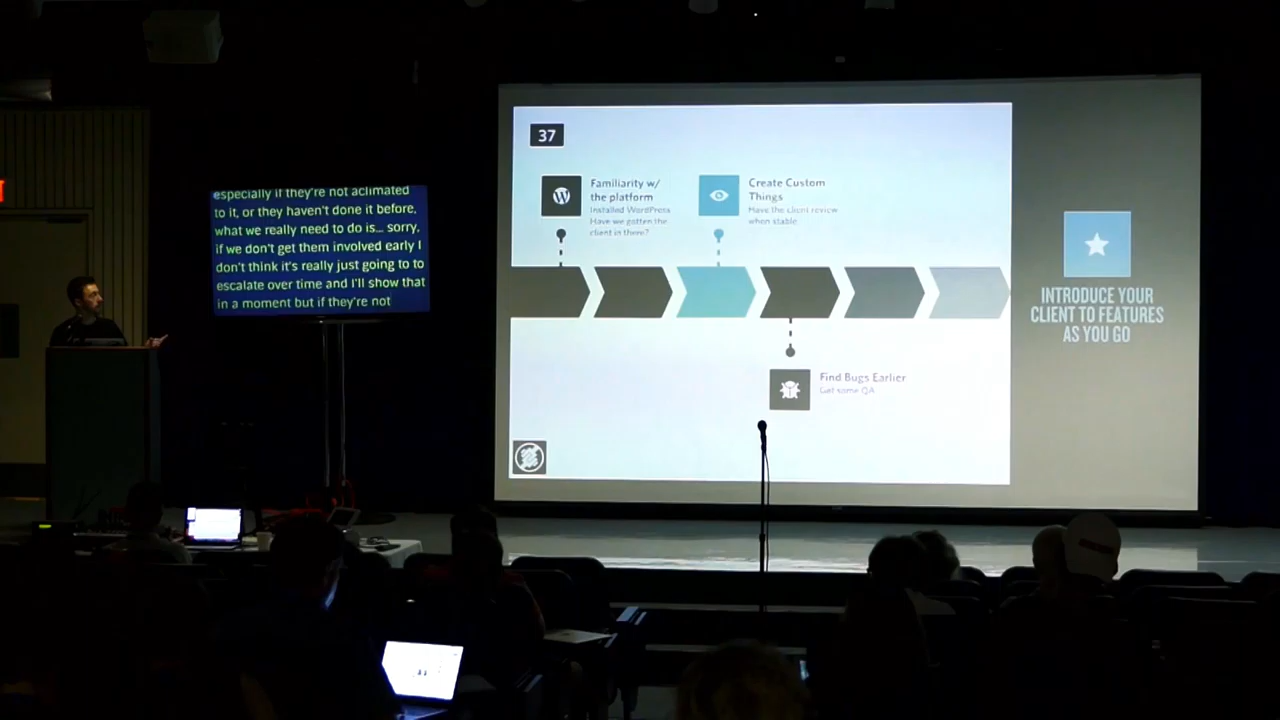 especially if they're not aclimated
to it, or they haven't done it before,
what we really need to do is... sorry.
if we don't get them involved early I
don't think it's really just going to to
escalate over time and I'll show that
in a moment but if they're not
37
Familiarity w/
the platform
Installed WordPress
Have we gotten the
client in there?
Create Custom
Things
Have the client review
when stable
Find Bugs Earlier
Get some QA
INTRODUCE YOUR
CLIENT TO FEATURES
AS YOU GO